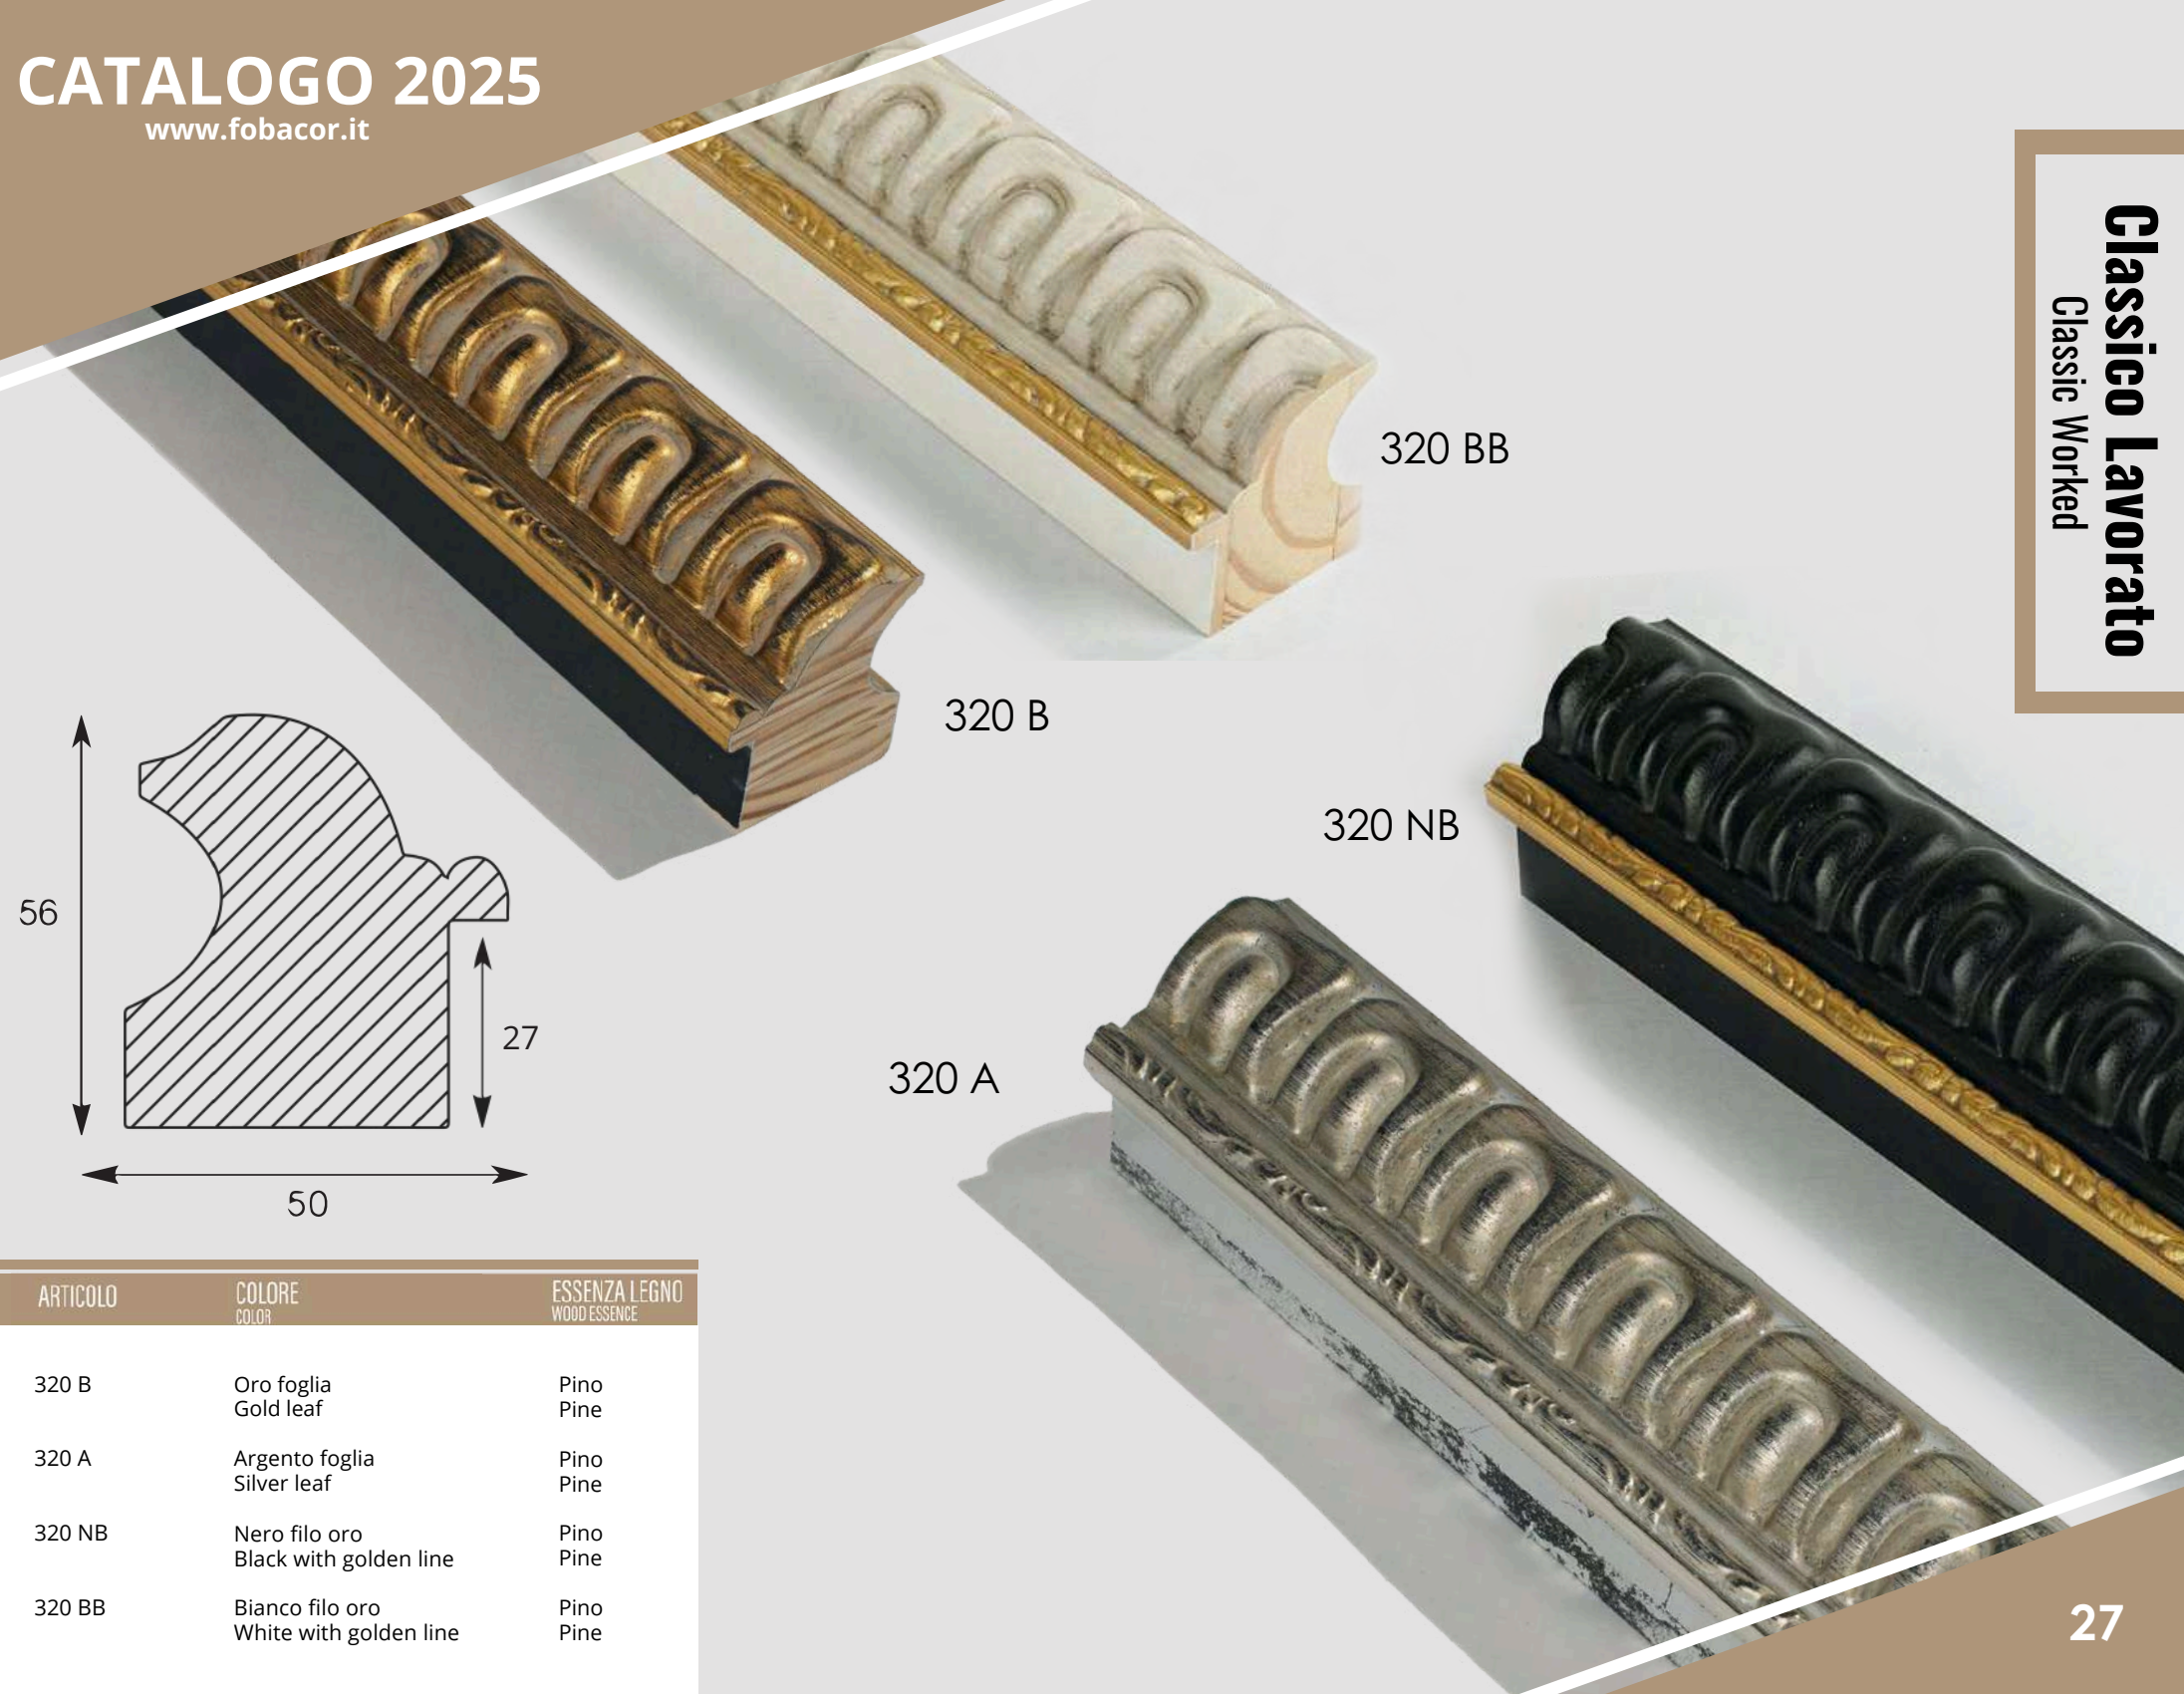 CATALOGO 2025
www.fobacor.it
Classico Lavorato
Classic Worked
320 BB
320 B
320 NB
320 A
56
27
50
ARTICOLO COLORE ESSENZA LEGNO
COLOR WOOD ESSENCE
320 B Oro foglia Pino
Gold leaf Pine
320 A Argento foglia Pino
Silver leaf Pine
320 NB Nero filo oro Pino
Black with golden line Pine
320 BB Bianco filo oro Pino
White with golden line Pine
27